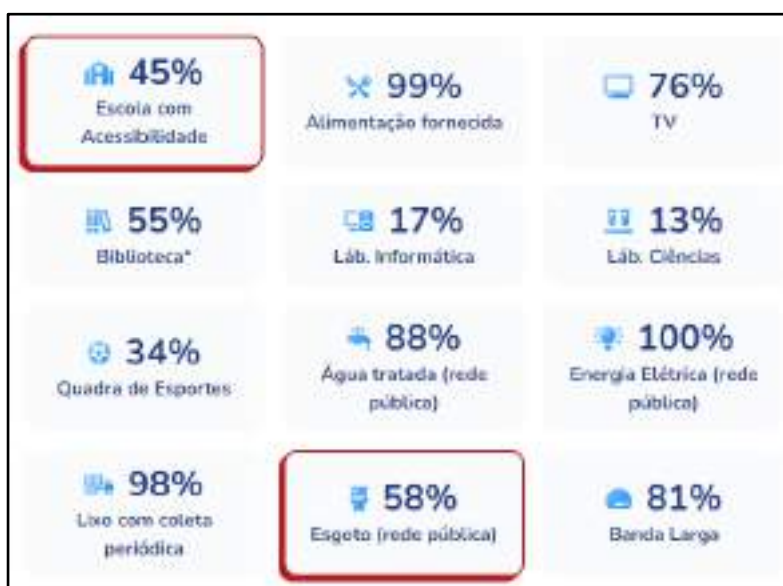 45%
Escola com
Acessibilidade
99%
Alimentação fornecida
76%
TV
55%
Biblioteca*
17%
Láb. Informática
13%
Láb. Ciências
34%
Quadra de Esportes
88%
Água tratada (rede
pública)
100%
Energia Elétrica (rede
pública)
98%
Lixo com coleta
periódica
58%
Esgoto (rede pública)
81%
Banda Larga